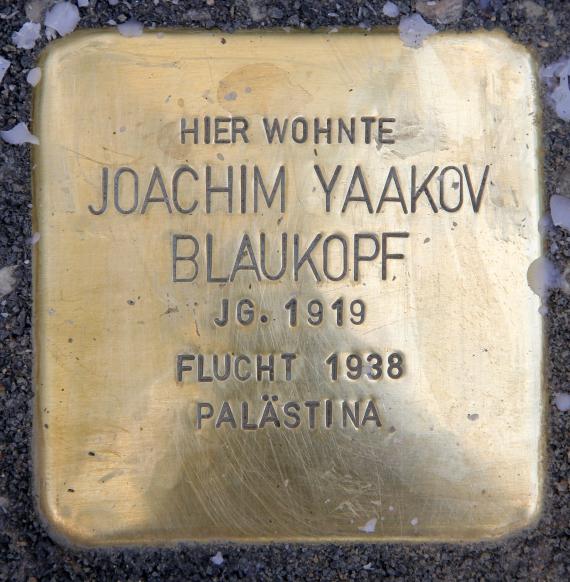 HIER WOHNTE
JOACHIM YAAKOV
BLAUKOPF
JG. 1919
FLUCHT 1938
PALÄSTINA